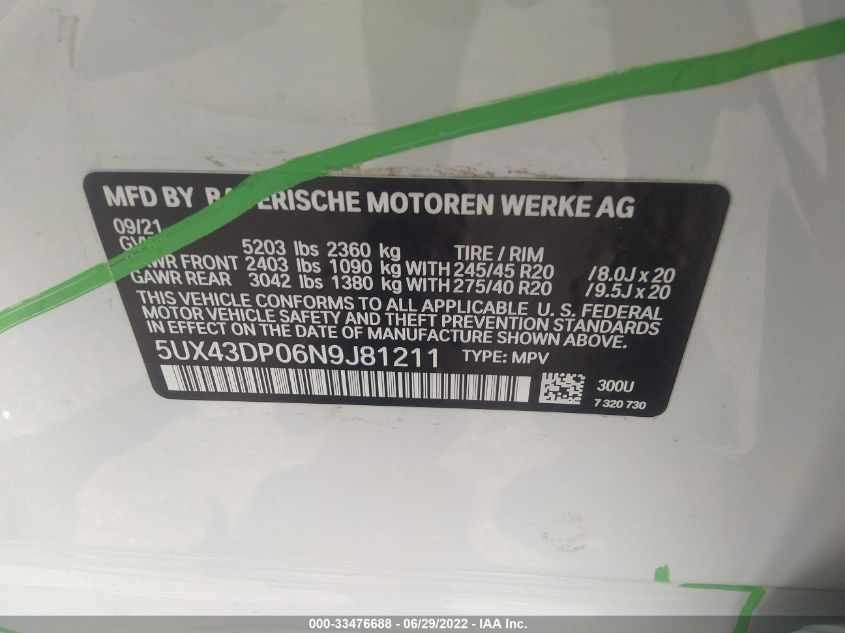 MFD BY BAYERISCHE MOTOREN WERKE AG
09/21
5203 lbs 2360 kg TIRE / RIM
FRONT 2403 lbs 1090 kg WITH 245/45 R20 /8.0J x 20
GAWR REAR 3042 lbs 1380 kg WITH 275/40 R20 /9.5J x 20
THIS VEHICLE CONFORMS TO ALL APPLICABLE U. S. FEDERAL
MOTOR VEHICLE SAFETY AND THEFT PREVENTION STANDARDS
IN EFFECT ON THE DATE OF MANUFACTURE SHOWN ABOVE.
5UX43DP06N9J81211 TYPE: MPV
300U
7 320 730
000-33476688 - 06/29/2022 - IAA Inc.